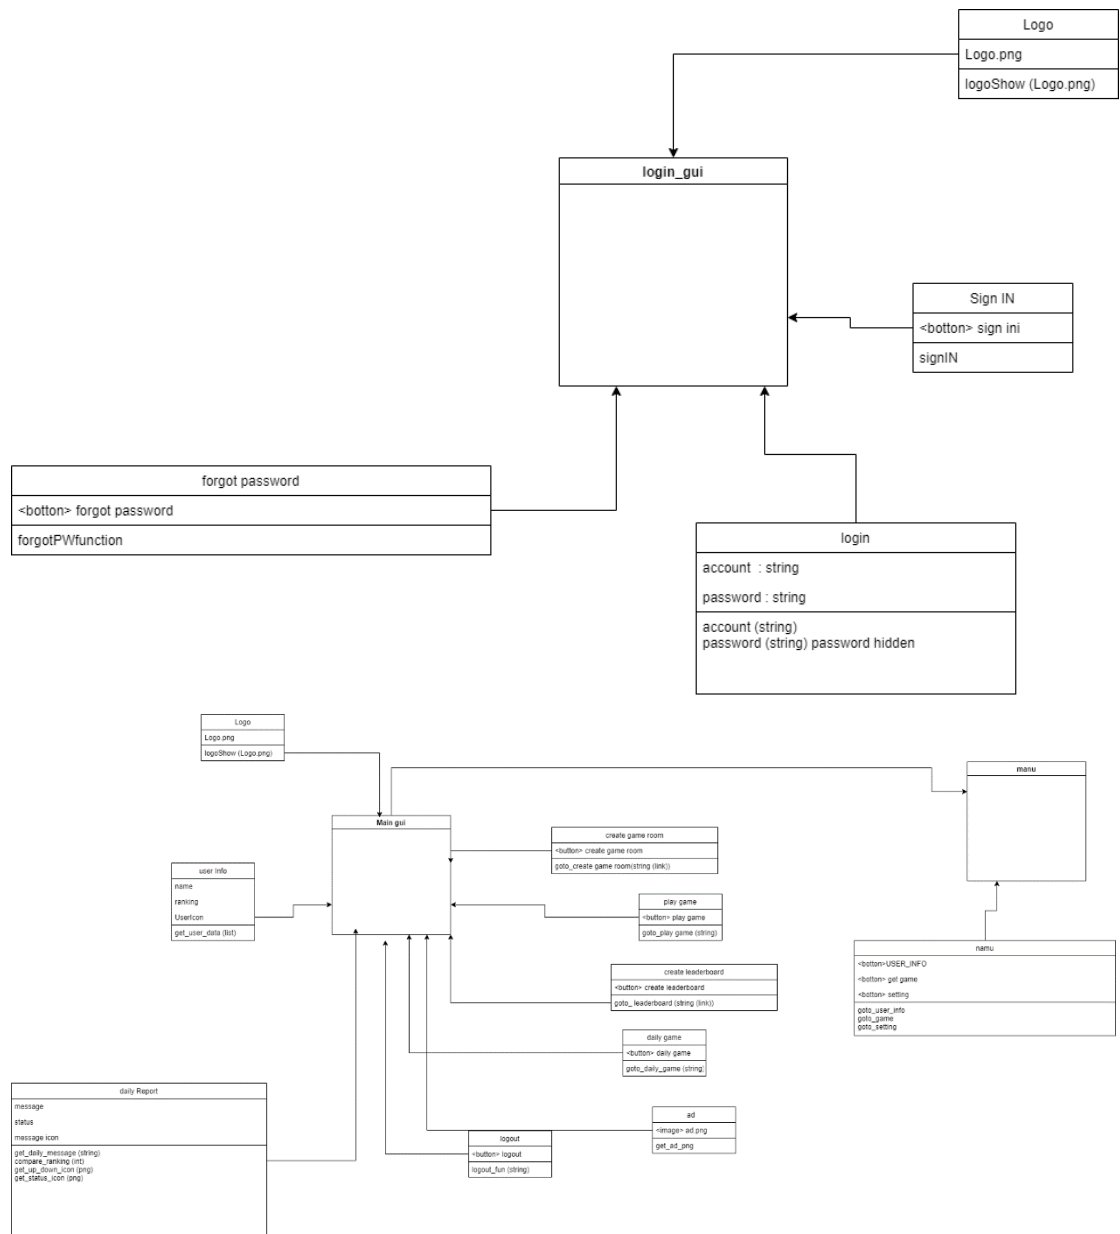 Logo
Logo.png
logoShow (Logo.png)
login_gui
Sign IN
<botton> sign ini
signIN
forgot password
<botton> forgot password
forgotPWfunction
login
account : string
password : string
account (string)
password (string) password hidden
Logo
Logo.png
logoShow (Logo.png)
manu
Main gui
create game room
<button> create game room
goto_create game room(string (link))
user Info
name
ranking
UserIcon
get_user_data (list)
play game
<button> play game
goto_play game (string)
namu
<botton>USER_INFO
<botton> get game
<botton> setting
goto_user_info
goto_game
goto_setting
create leaderboard
<button> create leaderboard
goto_ leaderboard (string (link))
daily game
<button> daily game
goto_daily_game (string)
daily Report
message
status
message icon
get_daily_message (string)
compare_ranking (int)
get_up_down_icon (png)
get_status_icon (png)
ad
<image> ad.png
get_ad_png
logout
<button> logout
logout_fun (string)